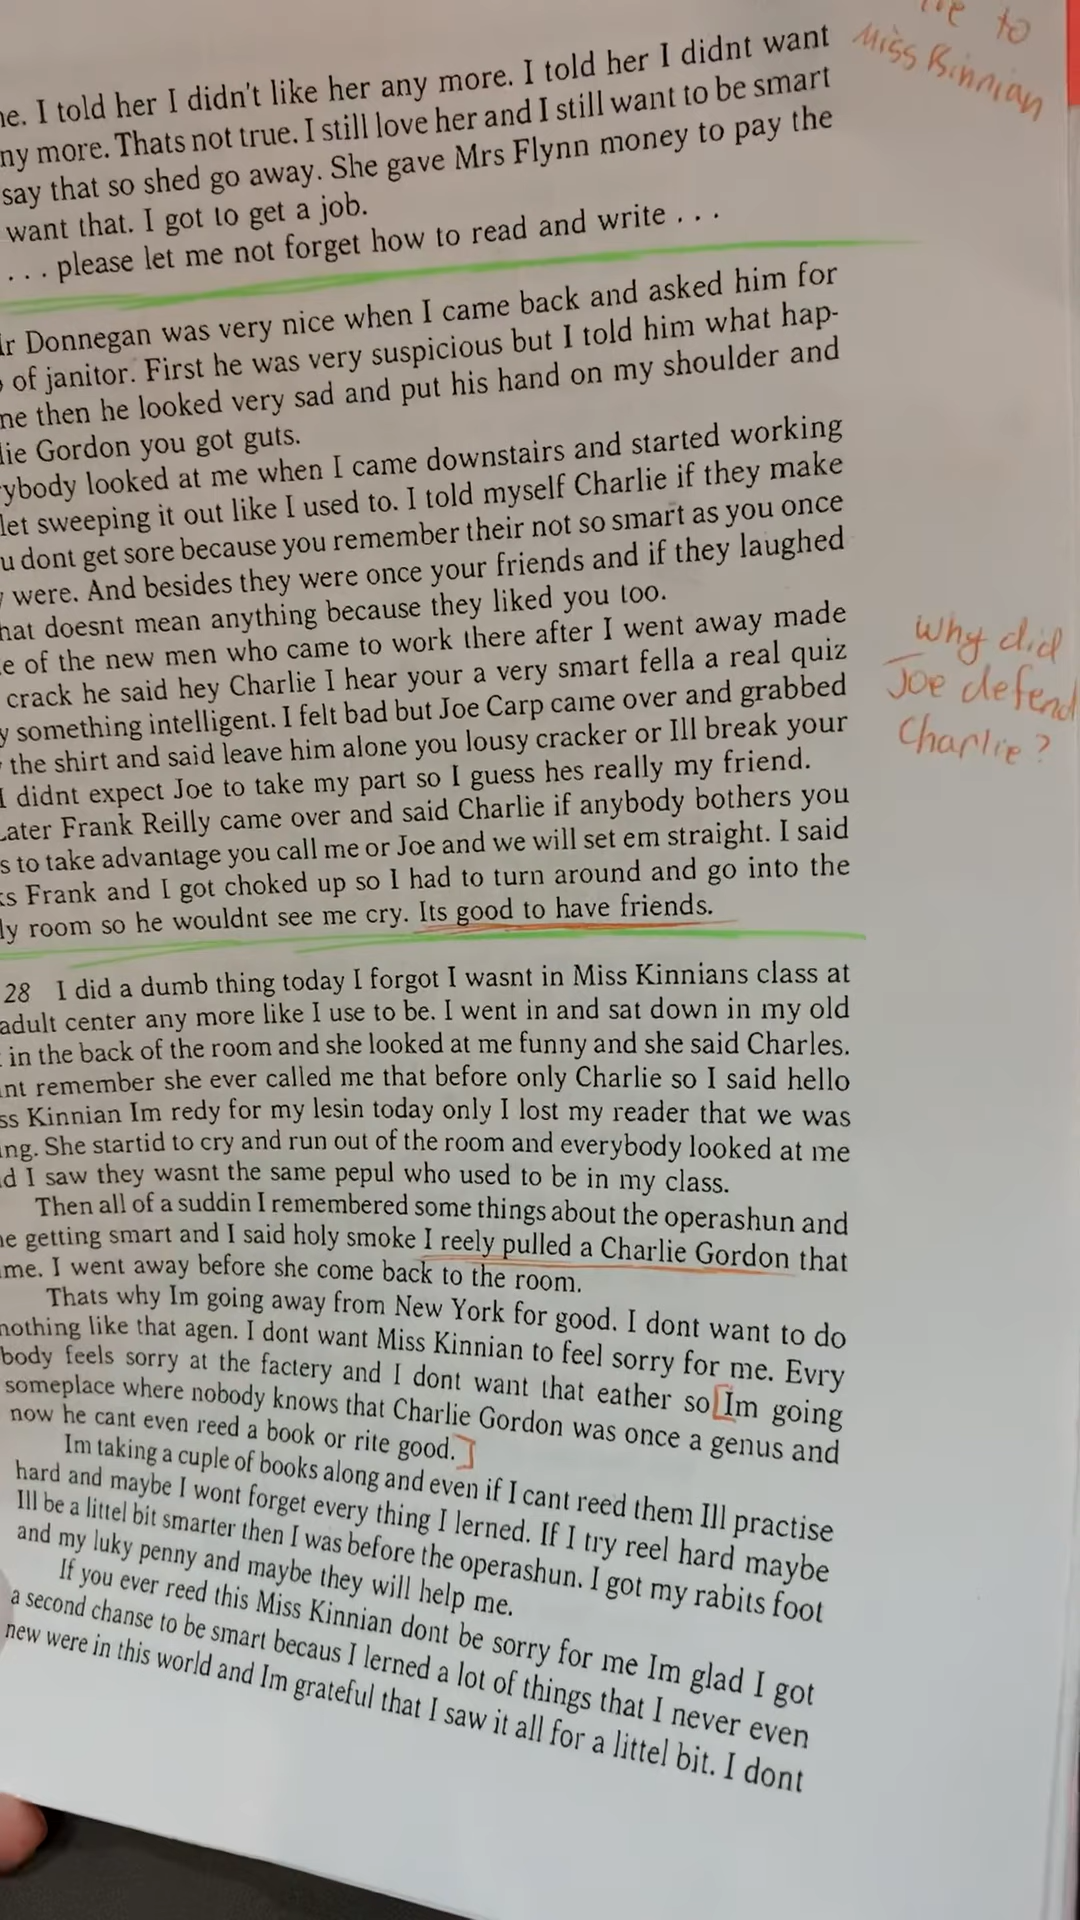 to
Miss Kinnian
ne. I told her I didn't like her any more. I told her I didnt want
ny more. Thats not true. I still love her and I still want to be smart
say that so shed go away. She gave Mrs Flynn money to pay the
want that. I got to get a job.
. . . please let me not forget how to read and write . . .
r Donnegan was very nice when I came back and asked him for
of janitor. First he was very suspicious but I told him what hap-
ne then he looked very sad and put his hand on my shoulder and
lie Gordon you got guts.
ybody looked at me when I came downstairs and started working
let sweeping it out like I used to. I told myself Charlie if they make
u dont get sore because you remember their not so smart as you once
were. And besides they were once your friends and if they laughed
hat doesnt mean anything because they liked you too.
e of the new men who came to work there after I went away made
crack he said hey Charlie I hear your a very smart fella a real quiz
y something intelligent. I felt bad but Joe Carp came over and grabbed
the shirt and said leave him alone you lousy cracker or Ill break your
I didnt expect Joe to take my part so I guess hes really my friend.
Later Frank Reilly came over and said Charlie if anybody bothers you
s to take advantage you call me or Joe and we will set em straight. I said
ks Frank and I got choked up so I had to turn around and go into the
ly room so he wouldnt see me cry. Its good to have friends.
Why did
Joe defend
Charlie?
28 I did a dumb thing today I forgot I wasnt in Miss Kinnians class at
adult center any more like I use to be. I went in and sat down in my old
in the back of the room and she looked at me funny and she said Charles.
nt remember she ever called me that before only Charlie so I said hello
ss Kinnian Im redy for my lesin today only I lost my reader that we was
ing. She startid to cry and run out of the room and everybody looked at me
d I saw they wasnt the same pepul who used to be in my class.
Then all of a suddin I remembered some things about the operashun and
ne getting smart and I said holy smoke I reely pulled a Charlie Gordon that
me. I went away before she come back to the room.
Thats why Im going away from New York for good. I dont want to do
nothing like that agen. I dont want Miss Kinnian to feel sorry for me. Evry
body feels sorry at the factery and I dont want that eather so [Im going
someplace where nobody knows that Charlie Gordon was once a genus and
now he cant even reed a book or rite good.]
Im taking a cuple of books along and even if I cant reed them Ill practise
hard and maybe I wont forget every thing I lerned. If I try reel hard maybe
Ill be a littel bit smarter then I was before the operashun. I got my rabits foot
and my luky penny and maybe they will help me.
If you ever reed this Miss Kinnian dont be sorry for me Im glad I got
a second chanse to be smart becaus I lerned a lot of things that I never even
new were in this world and Im grateful that I saw it all for a littel bit. I dont